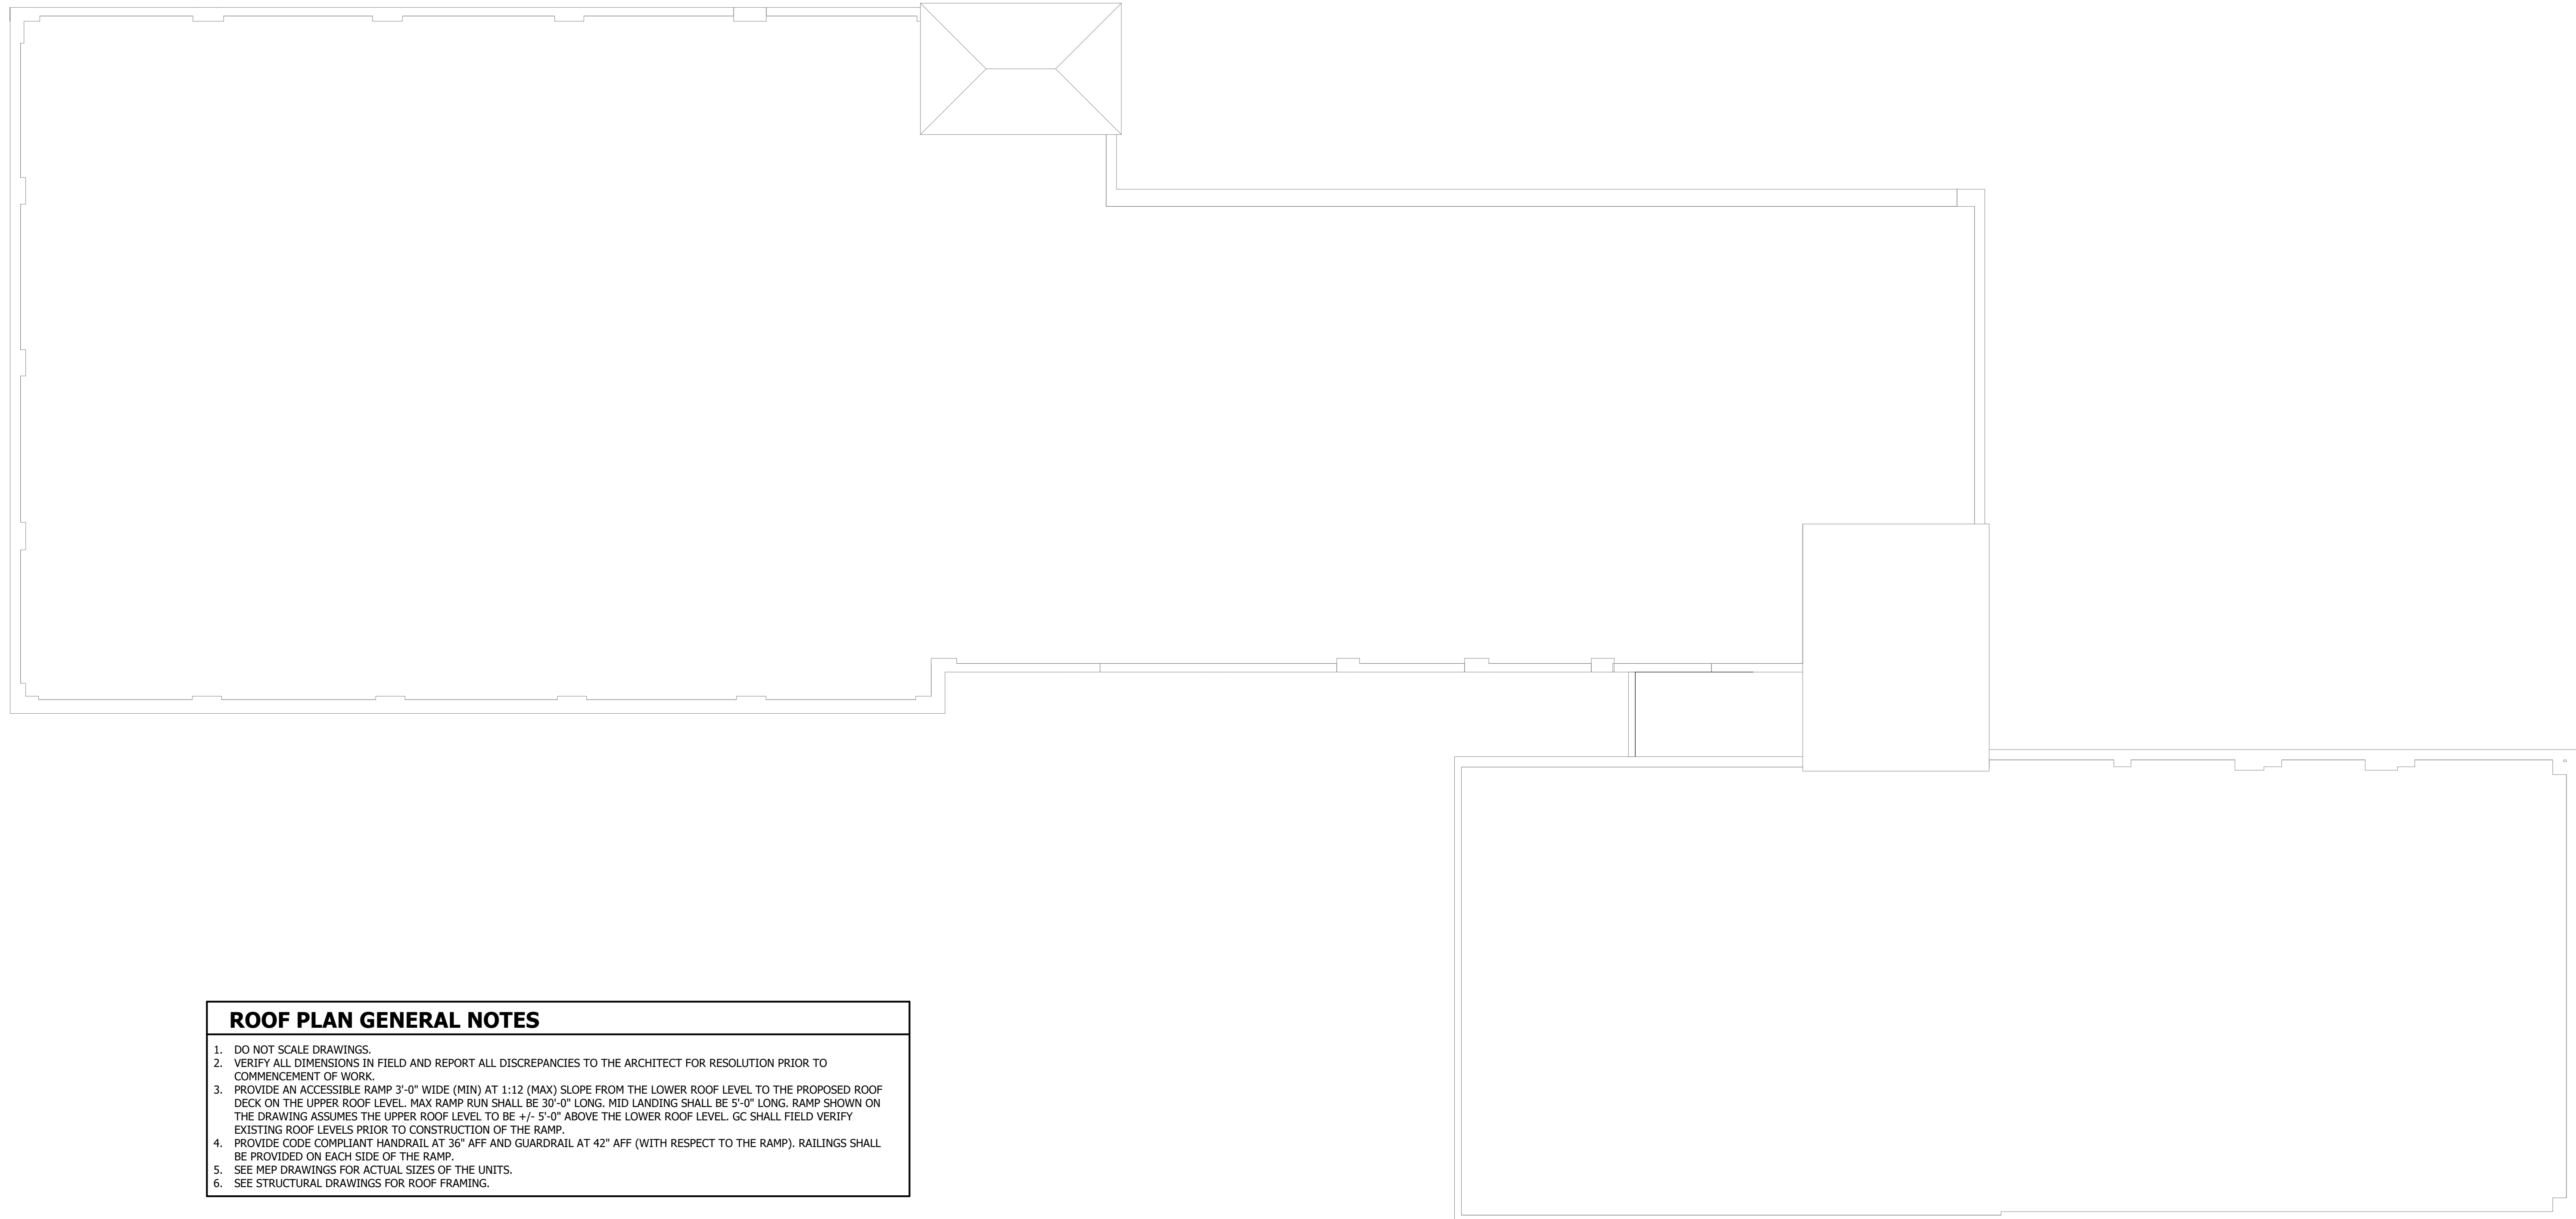 ROOF PLAN GENERAL NOTES
1. DO NOT SCALE DRAWINGS.
2. VERIFY ALL DIMENSIONS IN FIELD AND REPORT ALL DISCREPANCIES TO THE ARCHITECT FOR RESOLUTION PRIOR TO
COMMENCEMENT OF WORK.
3. PROVIDE AN ACCESSIBLE RAMP 3'-0" WIDE (MIN) AT 1:12 (MAX) SLOPE FROM THE LOWER ROOF LEVEL TO THE PROPOSED ROOF
DECK ON THE UPPER ROOF LEVEL. MAX RAMP RUN SHALL BE 30'-0" LONG. MID LANDING SHALL BE 5'-0" LONG. RAMP SHOWN ON
THE DRAWING ASSUMES THE UPPER ROOF LEVEL TO BE +/- 5'-0" ABOVE THE LOWER ROOF LEVEL. GC SHALL FIELD VERIFY
EXISTING ROOF LEVELS PRIOR TO CONSTRUCTION OF THE RAMP.
4. PROVIDE CODE COMPLIANT HANDRAIL AT 36" AFF AND GUARDRAIL AT 42" AFF (WITH RESPECT TO THE RAMP). RAILINGS SHALL
BE PROVIDED ON EACH SIDE OF THE RAMP.
5. SEE MEP DRAWINGS FOR ACTUAL SIZES OF THE UNITS.
6. SEE STRUCTURAL DRAWINGS FOR ROOF FRAMING.